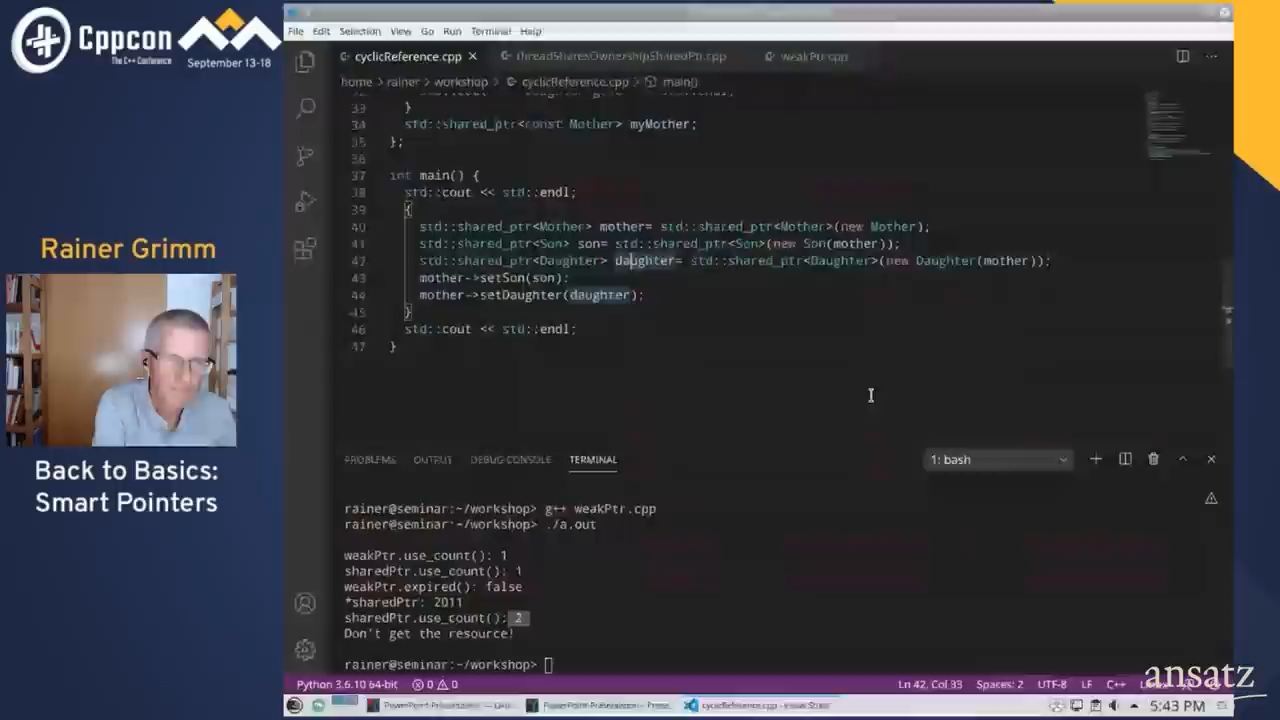 Cppcon
The C++ Conference
September 13-18
Rainer Grimm
Back to Basics:
Smart Pointers
File Edit Selection View Go Run Terminal Help
cyclicReference.cpp
threadSharesOwnershipSharedPtr.cpp
weakPtr.cpp
home > rainer > workshop > cyclicReference.cpp > main()
33 }
34 std::shared_ptr<const Mother> myMother;
35 };
36
37 int main() {
38 std::cout << std::endl;
39 {
40 std::shared_ptr<Mother> mother= std::shared_ptr<Mother>(new Mother);
41 std::shared_ptr<Son> son= std::shared_ptr<Son>(new Son(mother));
42 std::shared_ptr<Daughter> daughter= std::shared_ptr<Daughter>(new Daughter(mother));
43 mother->setSon(son);
44 mother->setDaughter(daughter);
45 }
46 std::cout << std::endl;
47 }
PROBLEMS OUTPUT DEBUG CONSOLE TERMINAL
1: bash
rainer@seminar:~/workshop> g++ weakPtr.cpp
rainer@seminar:~/workshop> ./a.out
weakPtr.use_count(): 1
sharedPtr.use_count(): 1
weakPtr.expired(): false
*sharedPtr: 2011
sharedPtr.use_count(): 2
Don't get the resource!
rainer@seminar:~/workshop>
Python 3.6.10 64-bit 0 0 Ln 42, Col 33 Spaces: 2 UTF-8 LF C++
ansatz
cyclicReference.cpp - Visual Stud
5:43 PM